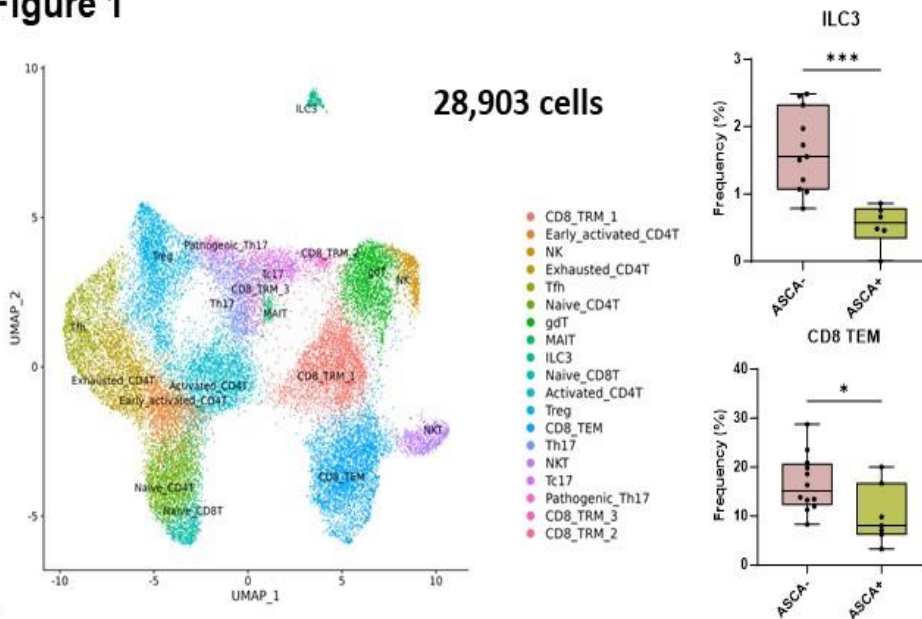 Figure 1
28,903 cells
10
5
0
-5
UMAP_2
-10
-5
0
5
10
UMAP_1
ILC3
Pathogenic_Th17
Treg
CD8_TRM_2
Tc17
gdT
NK
CD8_TRM_3
Th17
MAIT
Tfh
Exhausted_CD4T
Activated_CD4T
CD8_TRM_1
Early_activated_CD4T
NKT
CD8_TEM
Naive_CD4T
Naive_CD8T
CD8_TRM_1
Early_activated_CD4T
NK
Exhausted_CD4T
Tfh
Naive_CD4T
gdT
MAIT
ILC3
Naive_CD8T
Activated_CD4T
Treg
CD8_TEM
Th17
NKT
Tc17
Pathogenic_Th17
CD8_TRM_3
CD8_TRM_2
ILC3
***
3
2
1
0
Frequency (%)
ASCA-
ASCA+
CD8 TEM
*
40
30
20
10
0
Frequency (%)
ASCA-
ASCA+